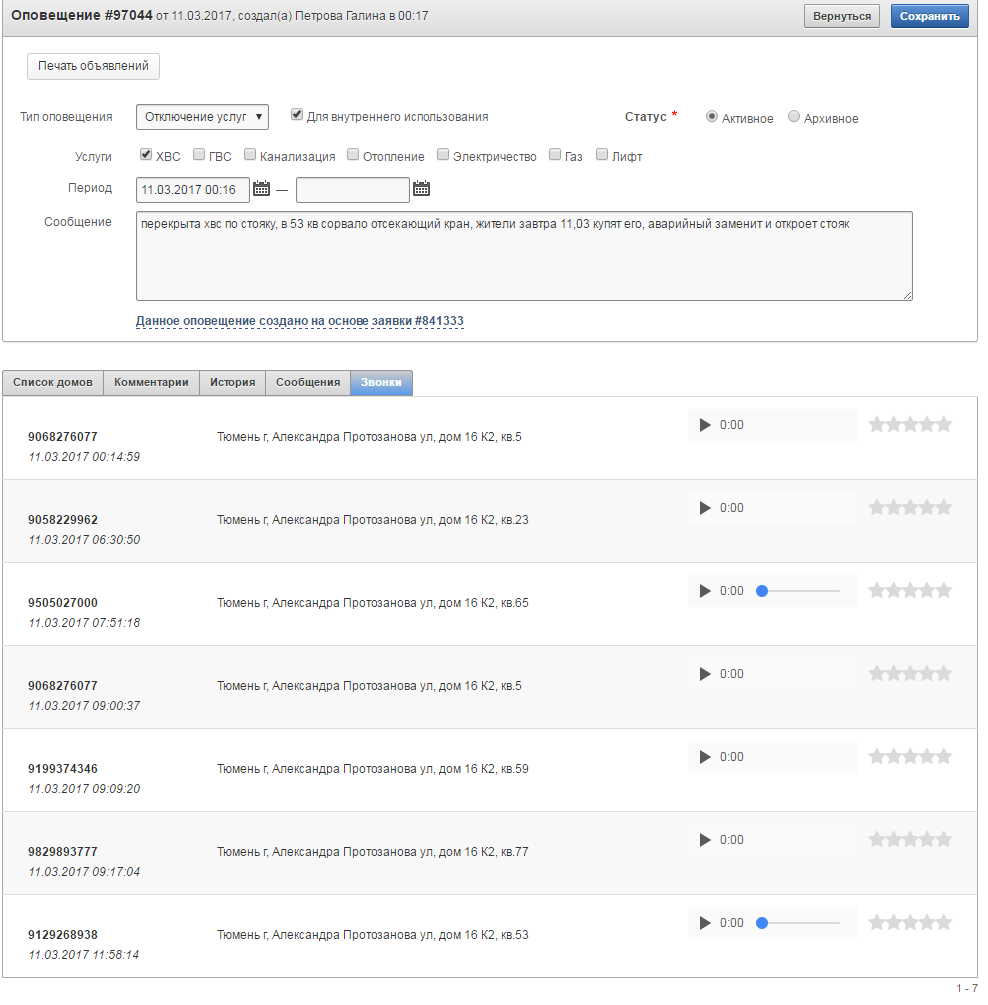 Оповещение #97044 от 11.03.2017, создал(а) Петрова Галина в 00:17 Вернуться Сохранить
Печать объявлений
Тип оповещения Отключение услуг Для внутреннего использования Статус * Активное Архивное
Услуги ХВС ГВС Канализация Отопление Электричество Газ Лифт
Период 11.03.2017 00:16 —
Сообщение перекрыта хвс по стояку, в 53 кв сорвало отсекающий кран, жители завтра 11,03 купят его, аварийный заменит и откроет стояк
Данное оповещение создано на основе заявки #841333
Список домов Комментарии История Сообщения Звонки
9068276077 Тюмень г, Александра Протозанова ул, дом 16 К2, кв.5 0:00
11.03.2017 00:14:59
9058229962 Тюмень г, Александра Протозанова ул, дом 16 К2, кв.23 0:00
11.03.2017 06:30:50
9505027000 Тюмень г, Александра Протозанова ул, дом 16 К2, кв.65 0:00
11.03.2017 07:51:18
9068276077 Тюмень г, Александра Протозанова ул, дом 16 К2, кв.5 0:00
11.03.2017 09:00:37
9199374346 Тюмень г, Александра Протозанова ул, дом 16 К2, кв.59 0:00
11.03.2017 09:09:20
9829893777 Тюмень г, Александра Протозанова ул, дом 16 К2, кв.77 0:00
11.03.2017 09:17:04
9129268938 Тюмень г, Александра Протозанова ул, дом 16 К2, кв.53 0:00
11.03.2017 11:58:14
1 - 7